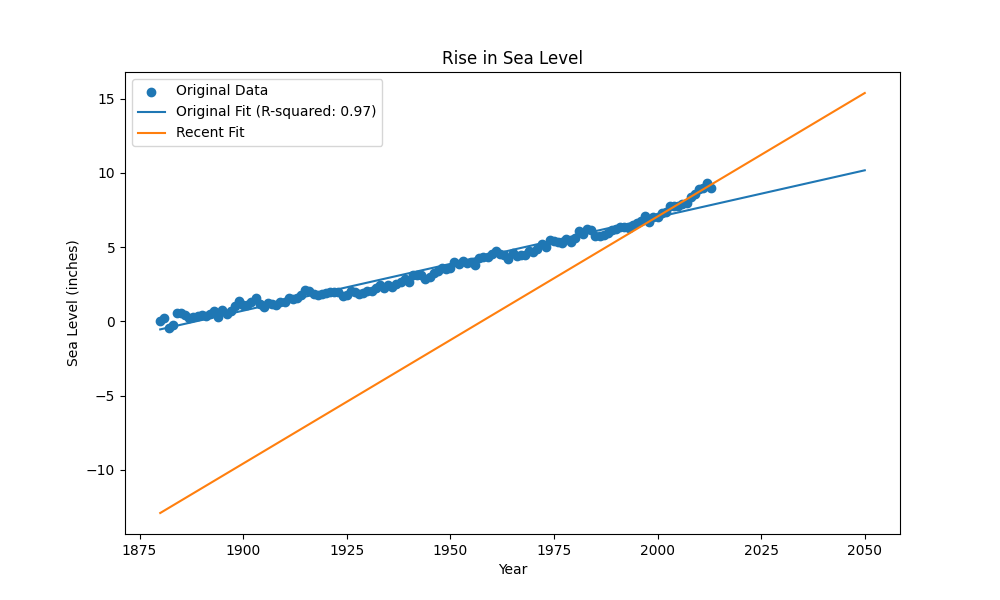 Rise in Sea Level
Original Data
Original Fit (R-squared: 0.97)
Recent Fit
15
10
5
0
−5
−10
Sea Level (inches)
1875
1900
1925
1950
1975
2000
2025
2050
Year